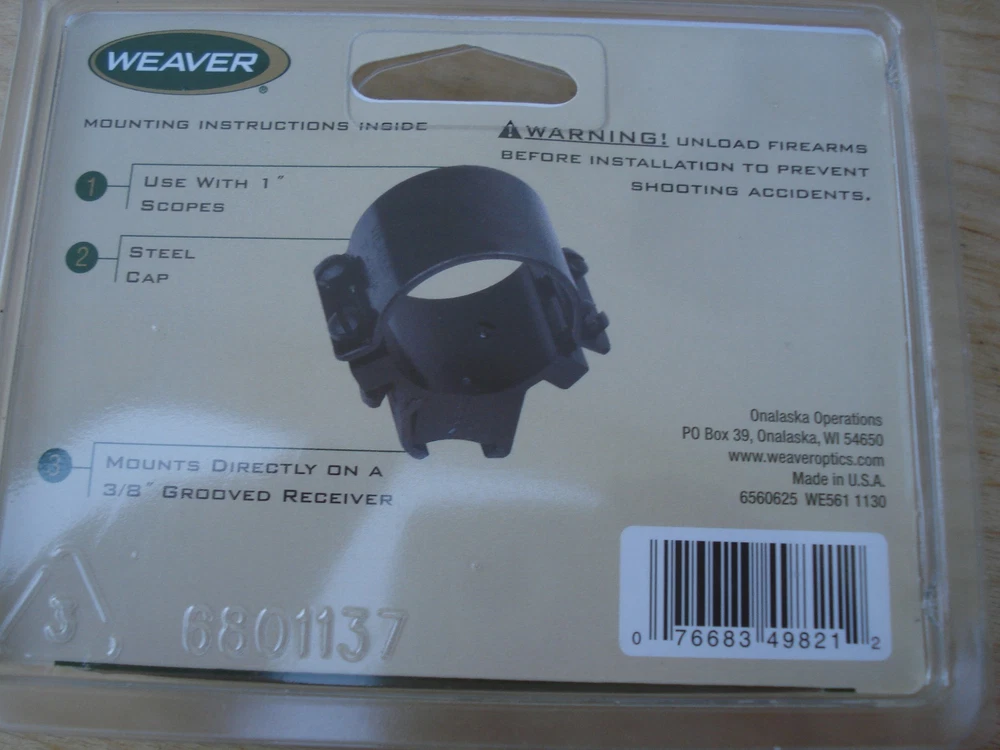 WEAVER
®
MOUNTING INSTRUCTIONS INSIDE
WARNING! UNLOAD FIREARMS
BEFORE INSTALLATION TO PREVENT
SHOOTING ACCIDENTS.
1
USE WITH 1"
SCOPES
2
STEEL
CAP
3
MOUNTS DIRECTLY ON A
3/8" GROOVED RECEIVER
Onalaska Operations
PO Box 39, Onalaska, WI 54650
www.weaveroptics.com
Made in U.S.A.
6560625 WE561 1130
0 76683 49821 2
3
6801137